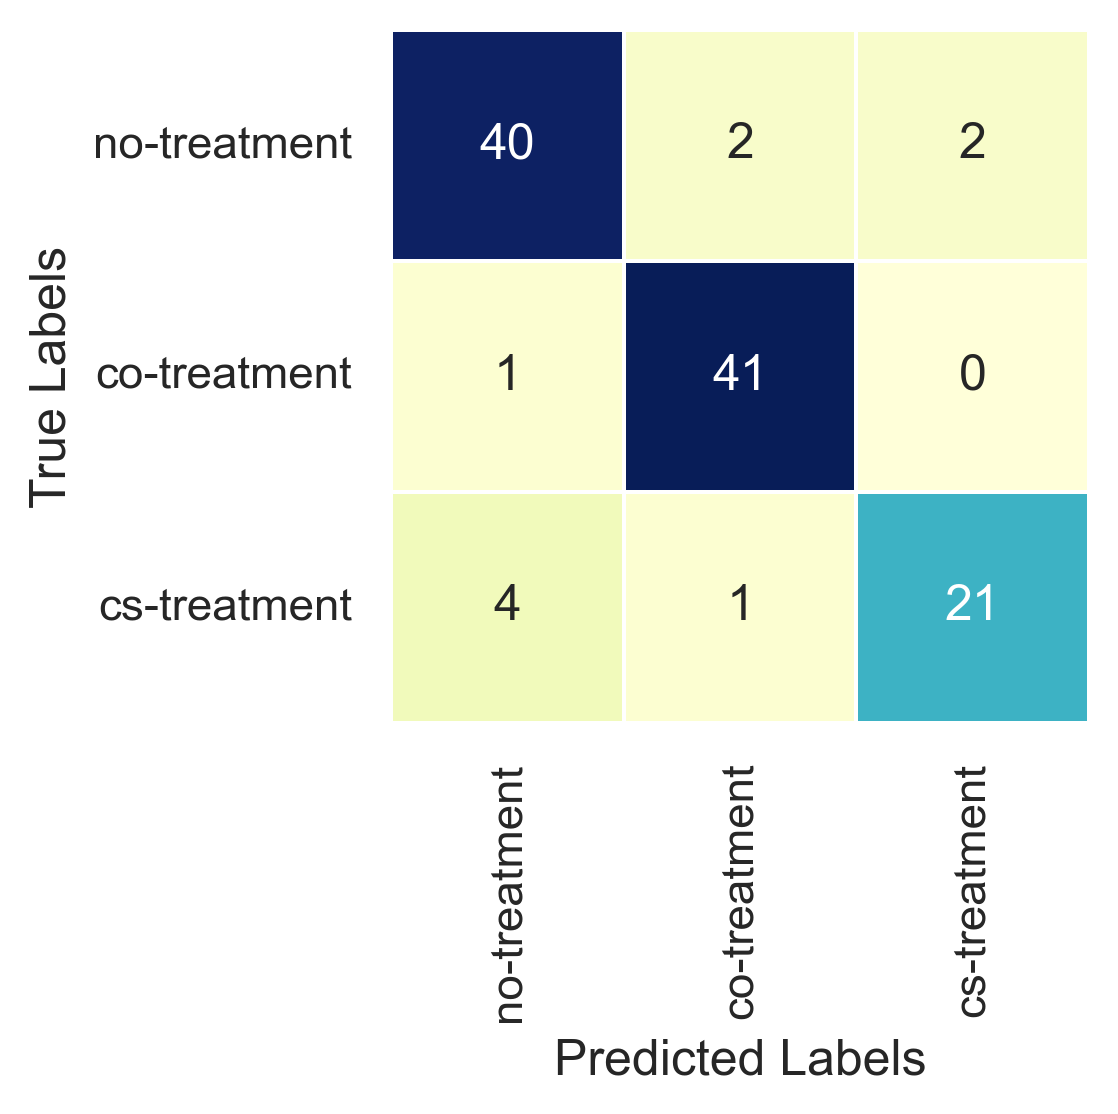 True Labels
no-treatment 40 2 2
co-treatment 1 41 0
cs-treatment 4 1 21
no-treatment co-treatment cs-treatment
Predicted Labels